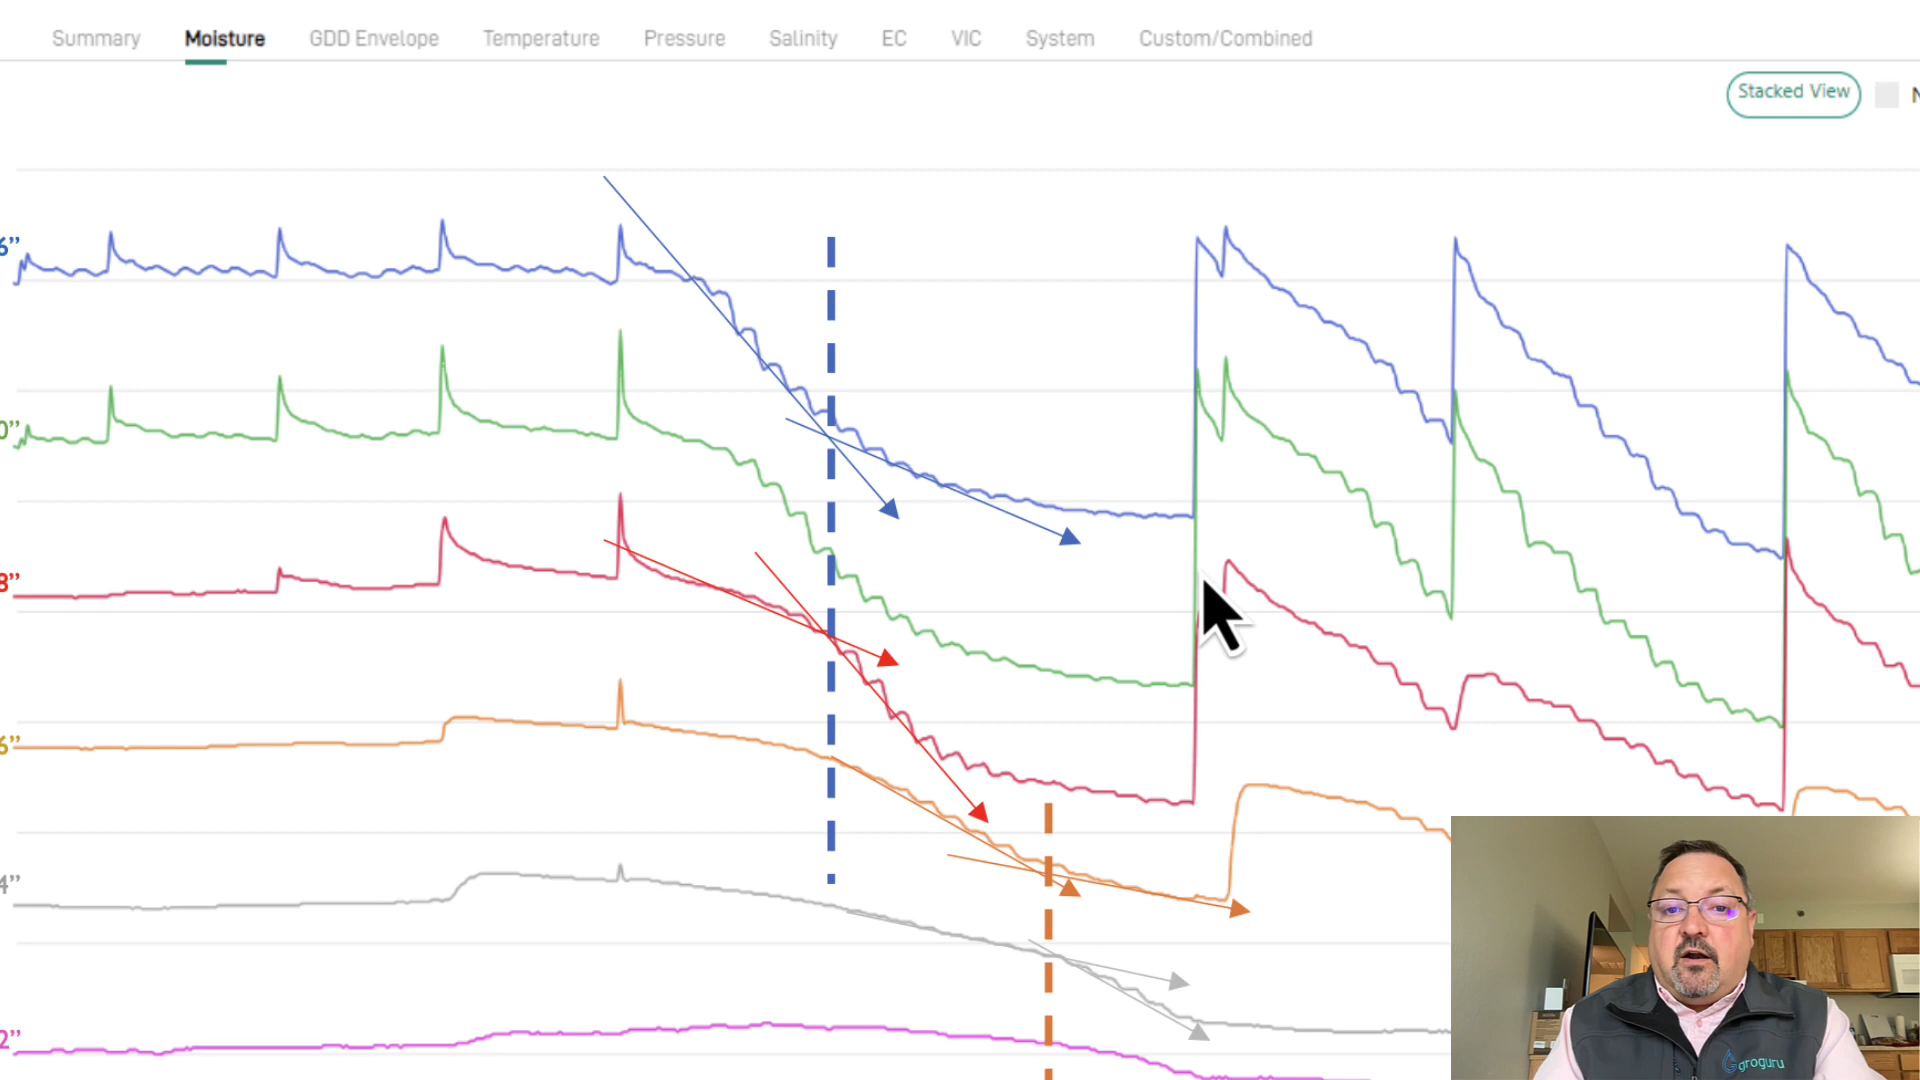 Summary Moisture GDD Envelope Temperature Pressure Salinity EC VIC System Custom/Combined
Stacked View
6”
0”
8”
6”
4”
2”
groguru